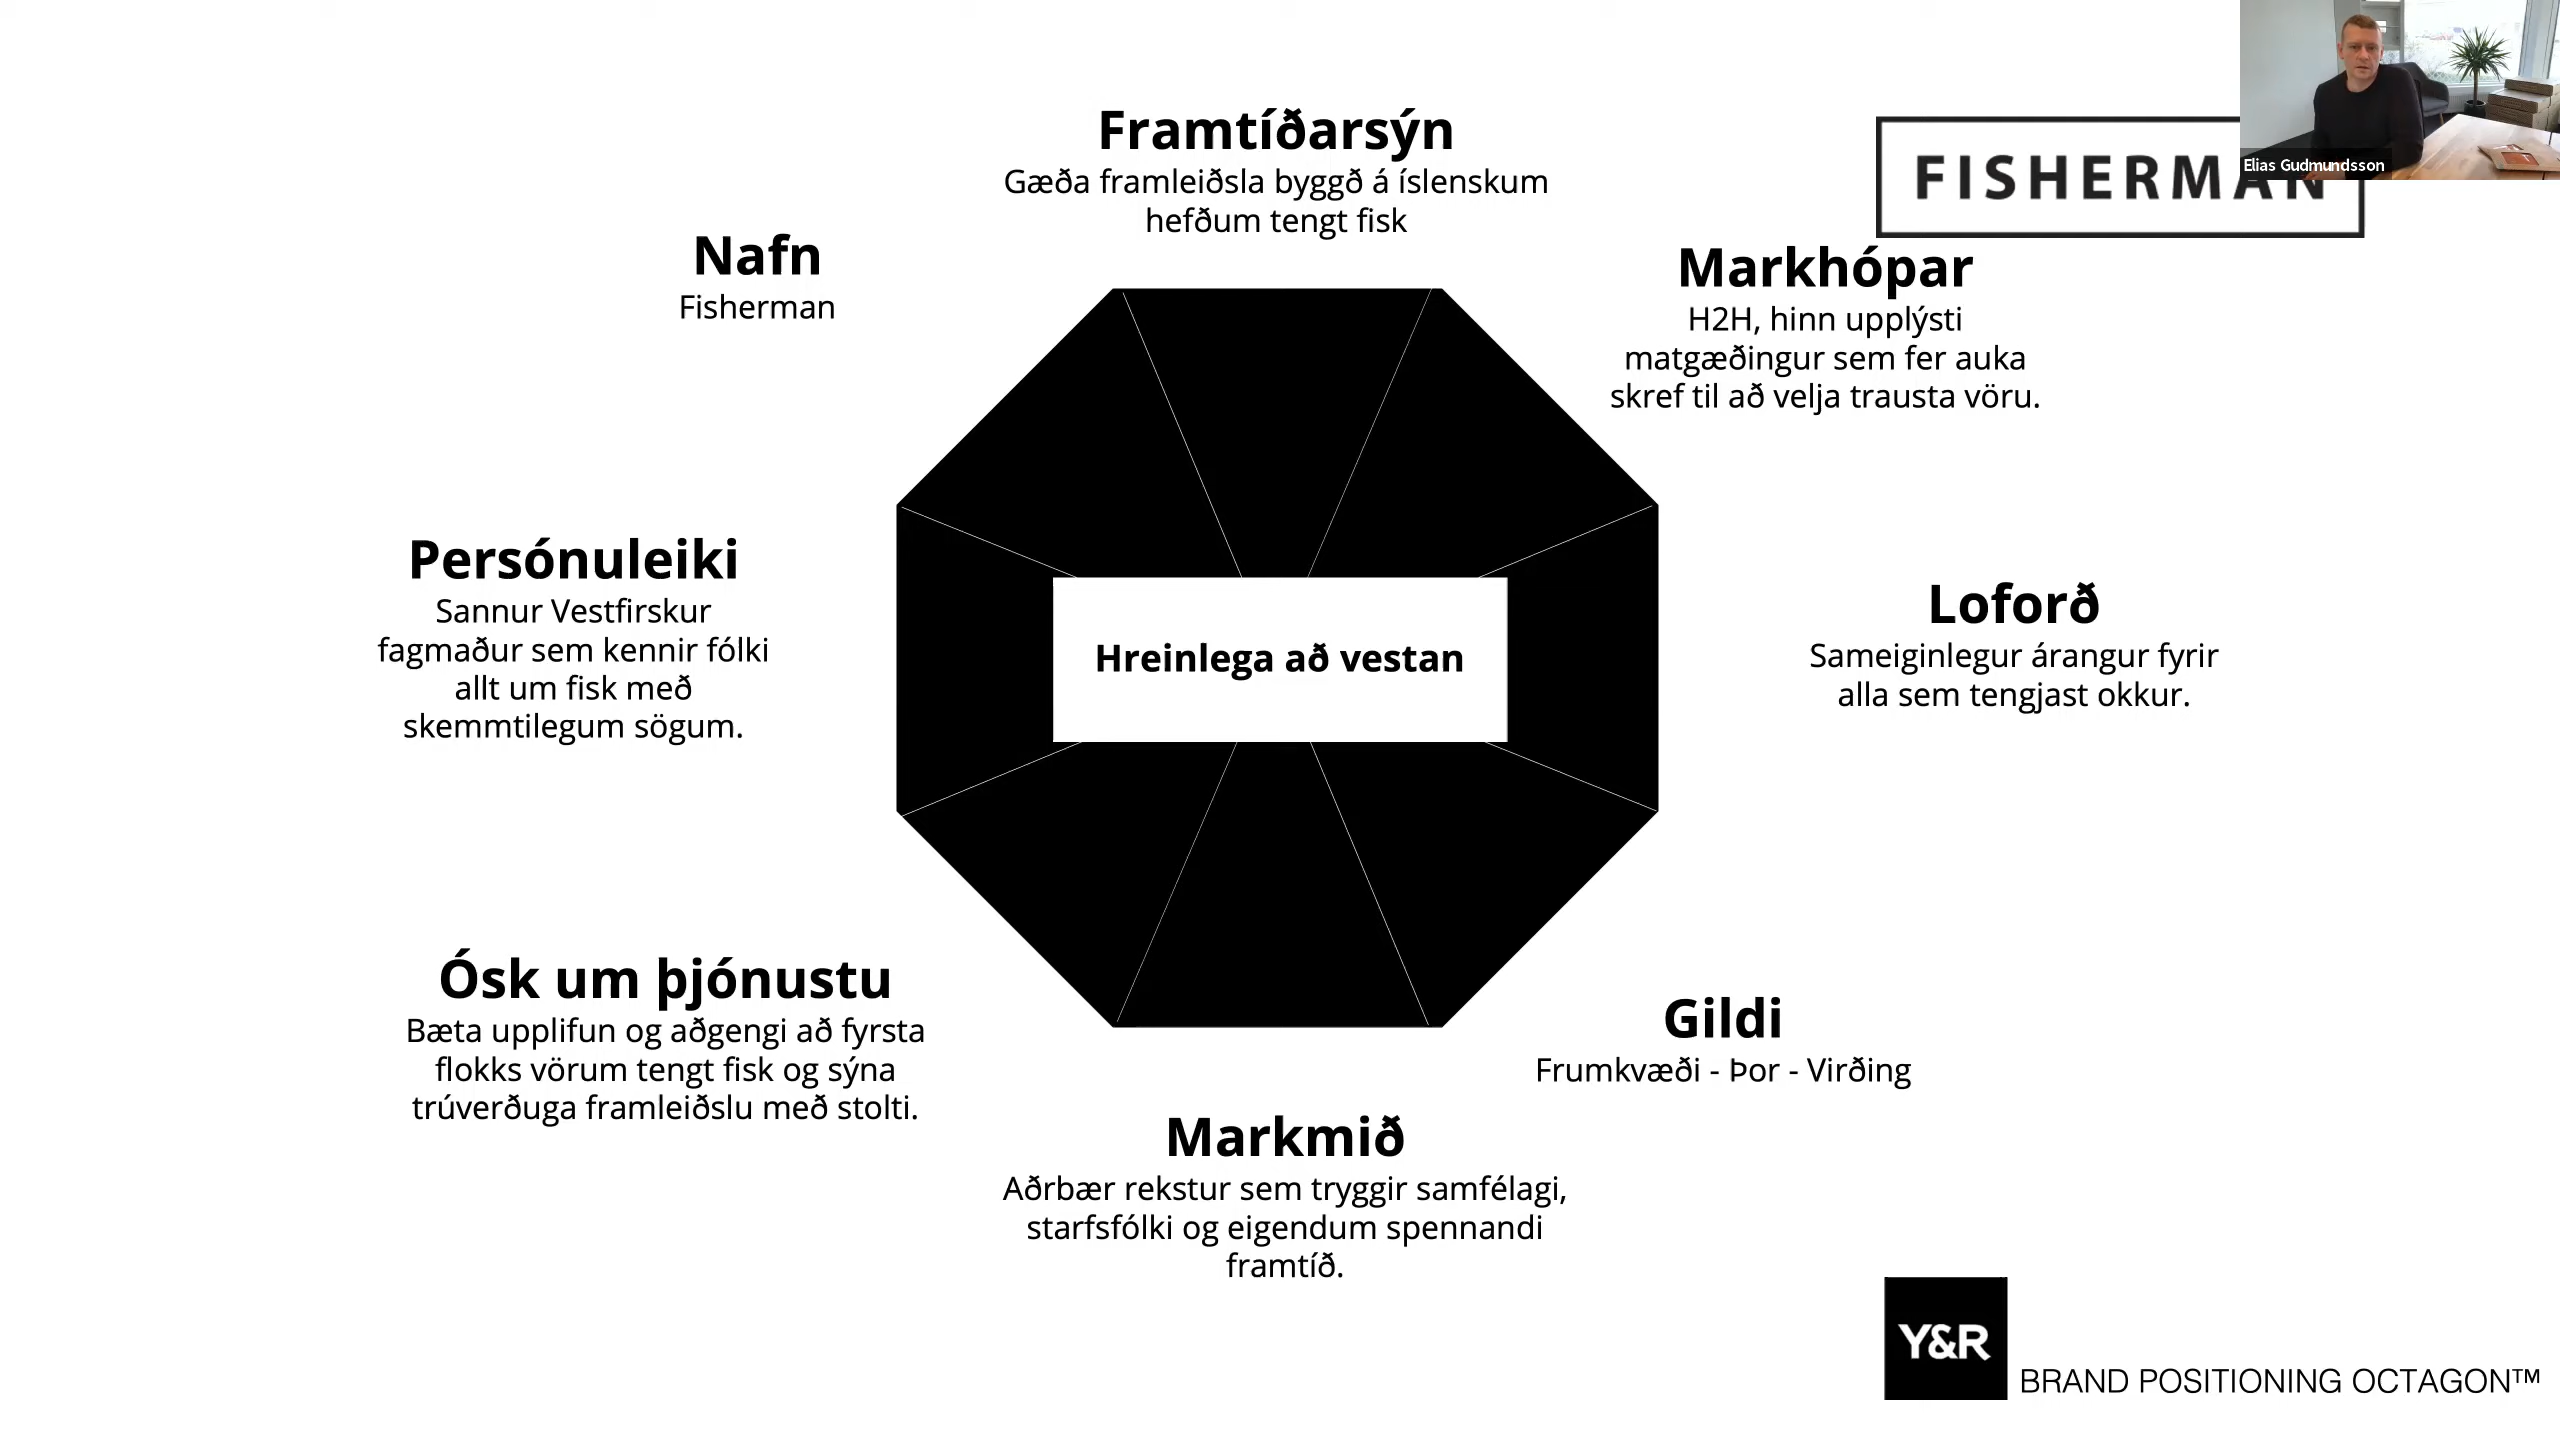 Framtíðarsýn
Gæða framleiðsla byggð á íslenskum
hefðum tengt fisk
FISHERMAN
Elias Gudmundsson
Nafn
Fisherman
Markhópar
H2H, hinn upplýsti
matgæðingur sem fer auka
skref til að velja trausta vöru.
Persónuleiki
Sannur Vestfirskur
fagmaður sem kennir fólki
allt um fisk með
skemmtilegum sögum.
Hreinlega að vestan
Loforð
Sameiginlegur árangur fyrir
alla sem tengjast okkur.
Ósk um þjónustu
Bæta upplifun og aðgengi að fyrsta
flokks vörum tengt fisk og sýna
trúverðuga framleiðslu með stolti.
Gildi
Frumkvæði - Þor - Virðing
Markmið
Aðrbær rekstur sem tryggir samfélagi,
starfsfólki og eigendum spennandi
framtíð.
Y&R
BRAND POSITIONING OCTAGON™